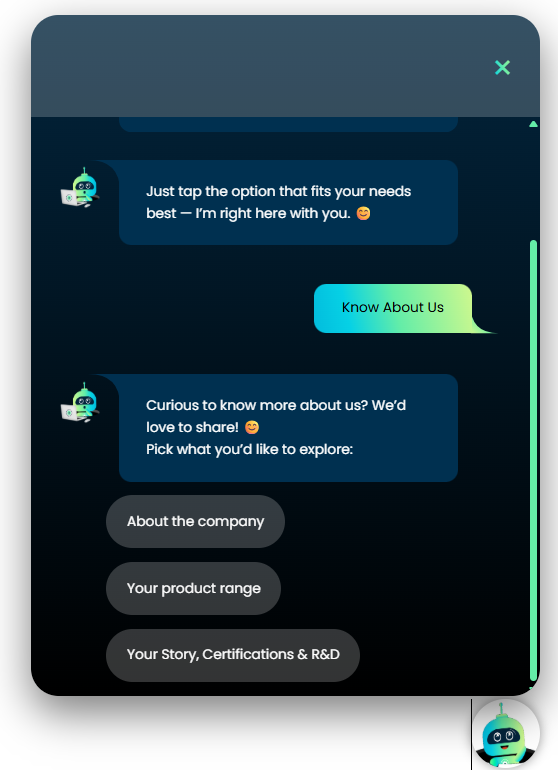 Just tap the option that fits your needs
best — I’m right here with you. 😊
Know About Us
Curious to know more about us? We’d
love to share! 😊
Pick what you’d like to explore:
About the company
Your product range
Your Story, Certifications & R&D